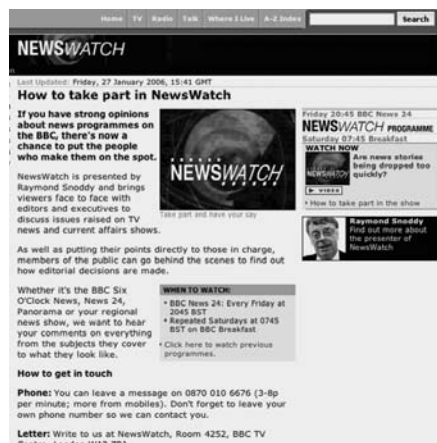 Home TV Radio Talk Where I Live A-Z Index Search
NEWSWATCH
Last Updated: Friday, 27 January 2006, 15:41 GMT
How to take part in NewsWatch
If you have strong opinions
about news programmes on
the BBC, there's now a
chance to put the people
who make them on the spot.
NewsWatch is presented by
Raymond Snoddy and brings
viewers face to face with
editors and executives to
discuss issues raised on TV
news and current affairs shows.
NEWSWATCH
Take part and have your say
As well as putting their points directly to those in charge,
members of the public can go behind the scenes to find out
how editorial decisions are made.
Whether it's the BBC Six
O'Clock News, News 24,
Panorama or your regional
news show, we want to hear
your comments on everything
from the subjects they cover
to what they look like.
WHEN TO WATCH:
BBC News 24: Every Friday at
2045 BST
Repeated Saturdays at 0745
BST on BBC Breakfast
Click here to watch previous
programmes.
How to get in touch
Phone: You can leave a message on 0870 010 6676 (3-8p
per minute; more from mobiles). Don't forget to leave your
own phone number so we can contact you.
Letter: Write to us at NewsWatch, Room 4252, BBC TV
Friday 20:45 BBC News 24
NEWSWATCH PROGRAMME
Saturday 07:45 Breakfast
WATCH NOW
Are news stories
being dropped too
quickly?
VIDEO
How to take part in the show
Raymond Snoddy
Find out more about
the presenter of
NewsWatch